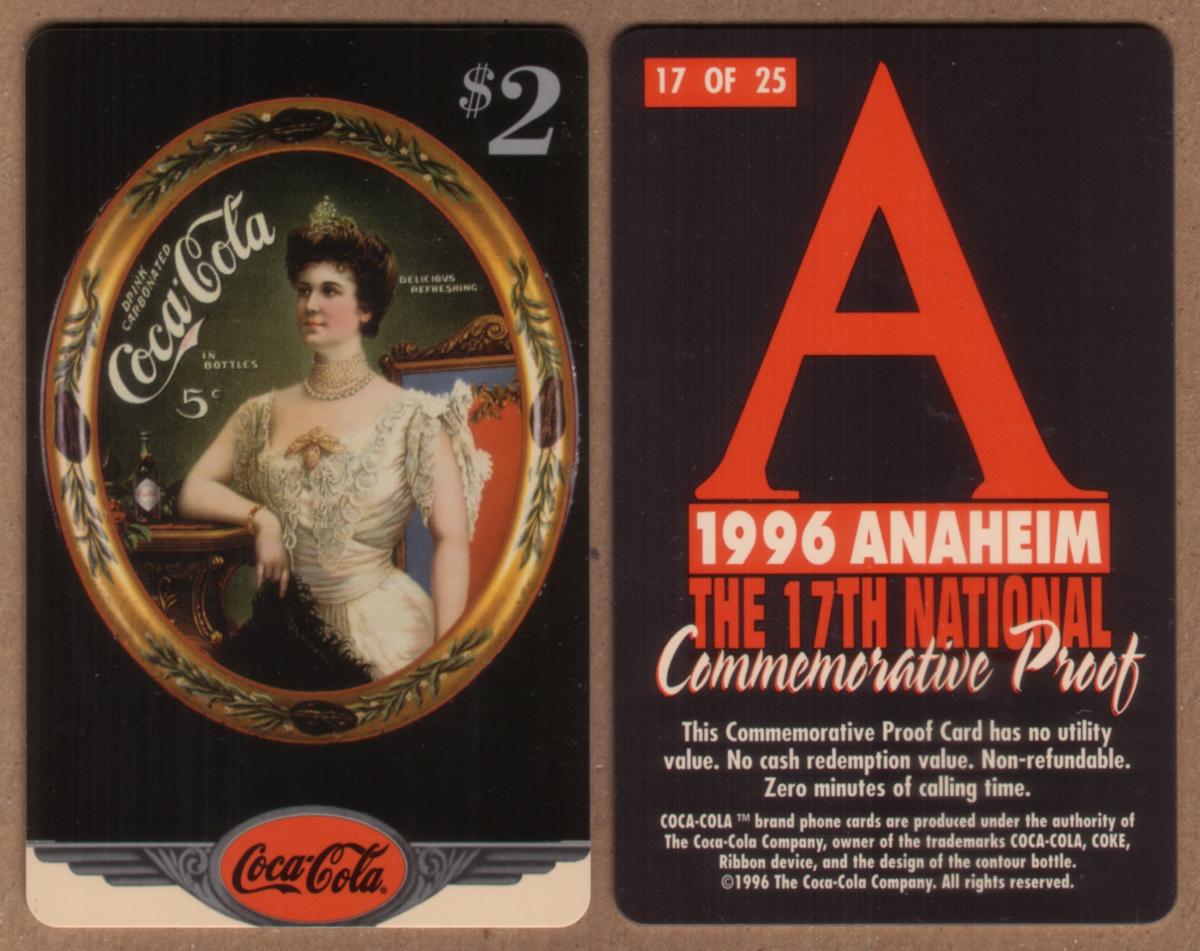 $2
DRINK
CARBONATED
Coca-Cola
IN
BOTTLES
5¢
DELICIOUS
REFRESHING
Coca-Cola®
17 OF 25
A
1996 ANAHEIM
THE 17TH NATIONAL
Commemorative Proof
This Commemorative Proof Card has no utility
value. No cash redemption value. Non-refundable.
Zero minutes of calling time.
COCA-COLA ™ brand phone cards are produced under the authority of
The Coca-Cola Company, owner of the trademarks COCA-COLA, COKE,
Ribbon device, and the design of the contour bottle.
©1996 The Coca-Cola Company. All rights reserved.